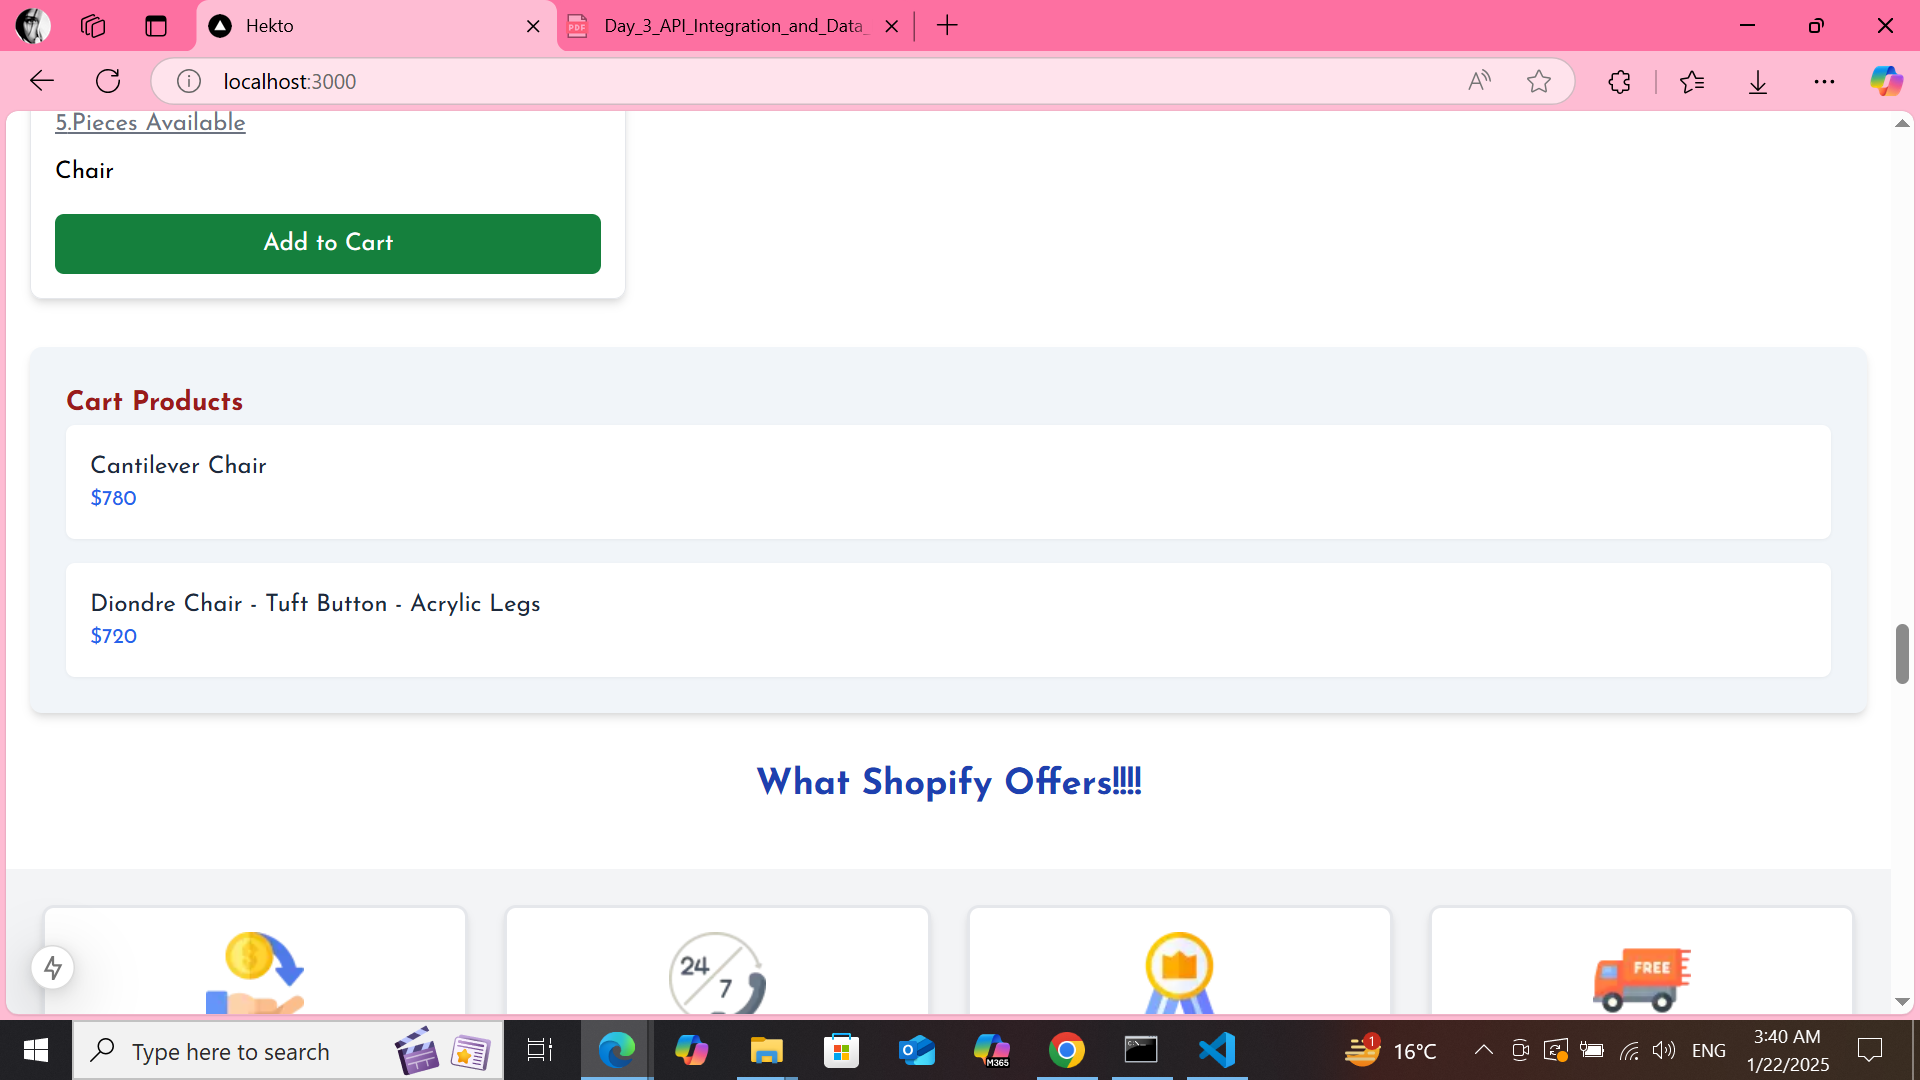 Hekto
Day_3_API_Integration_and_Data_
localhost:3000
5.Pieces Available
Chair
Add to Cart
Cart Products
Cantilever Chair
$780
Diondre Chair - Tuft Button - Acrylic Legs
$720
What Shopify Offers!!!!
24
7
FREE
Type here to search
M365
1
16°C
ENG
3:40 AM
1/22/2025